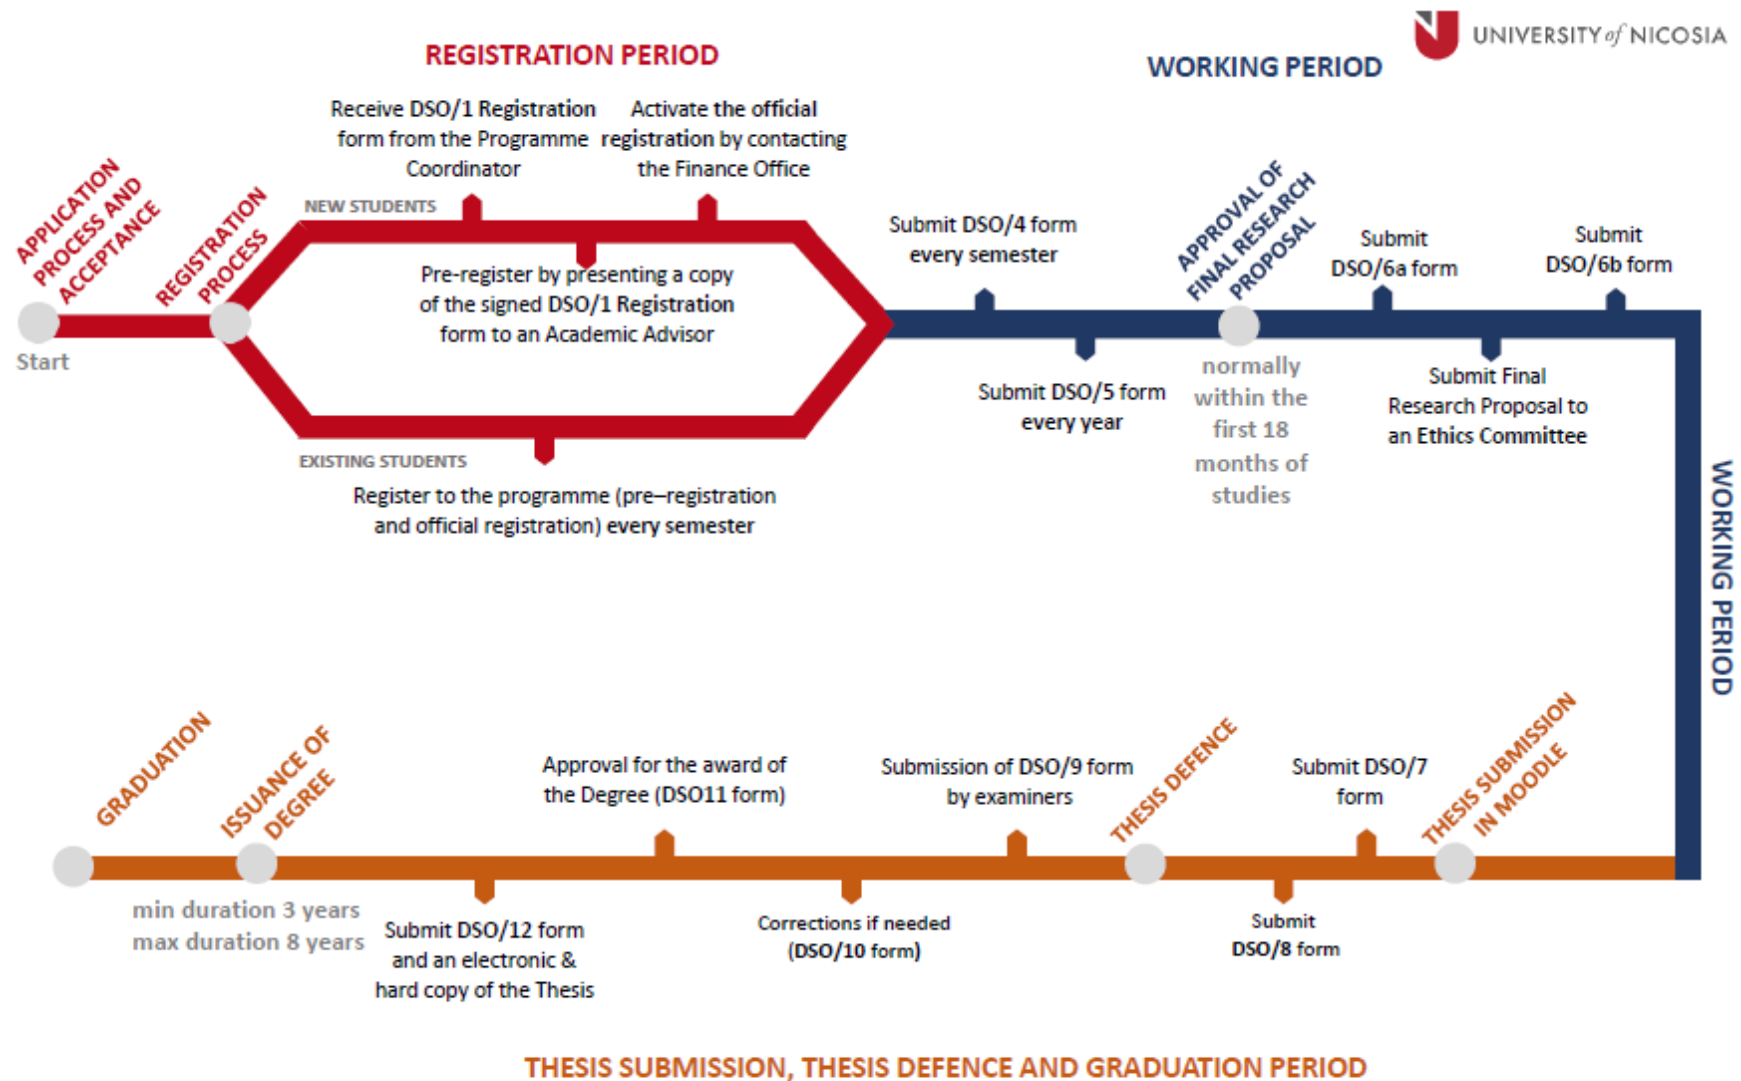 UNIVERSITY of NICOSIA
REGISTRATION PERIOD
WORKING PERIOD
APPLICATION
PROCESS AND
ACCEPTANCE
Start
REGISTRATION
PROCESS
NEW STUDENTS
Receive DSO/1 Registration
form from the Programme
Coordinator
Pre-register by presenting a copy
of the signed DSO/1 Registration
form to an Academic Advisor
Activate the official
registration by contacting
the Finance Office
EXISTING STUDENTS
Register to the programme (pre–registration
and official registration) every semester
Submit DSO/4 form
every semester
Submit DSO/5 form
every year
APPROVAL OF
FINAL RESEARCH
PROPOSAL
normally
within the
first 18
months of
studies
Submit
DSO/6a form
Submit Final
Research Proposal to
an Ethics Committee
Submit
DSO/6b form
WORKING PERIOD
THESIS SUBMISSION
IN MOODLE
Submit DSO/7
form
Submit
DSO/8 form
THESIS DEFENCE
Submission of DSO/9 form
by examiners
Corrections if needed
(DSO/10 form)
Approval for the award of
the Degree (DSO11 form)
Submit DSO/12 form
and an electronic &
hard copy of the Thesis
ISSUANCE OF
DEGREE
min duration 3 years
max duration 8 years
GRADUATION
THESIS SUBMISSION, THESIS DEFENCE AND GRADUATION PERIOD